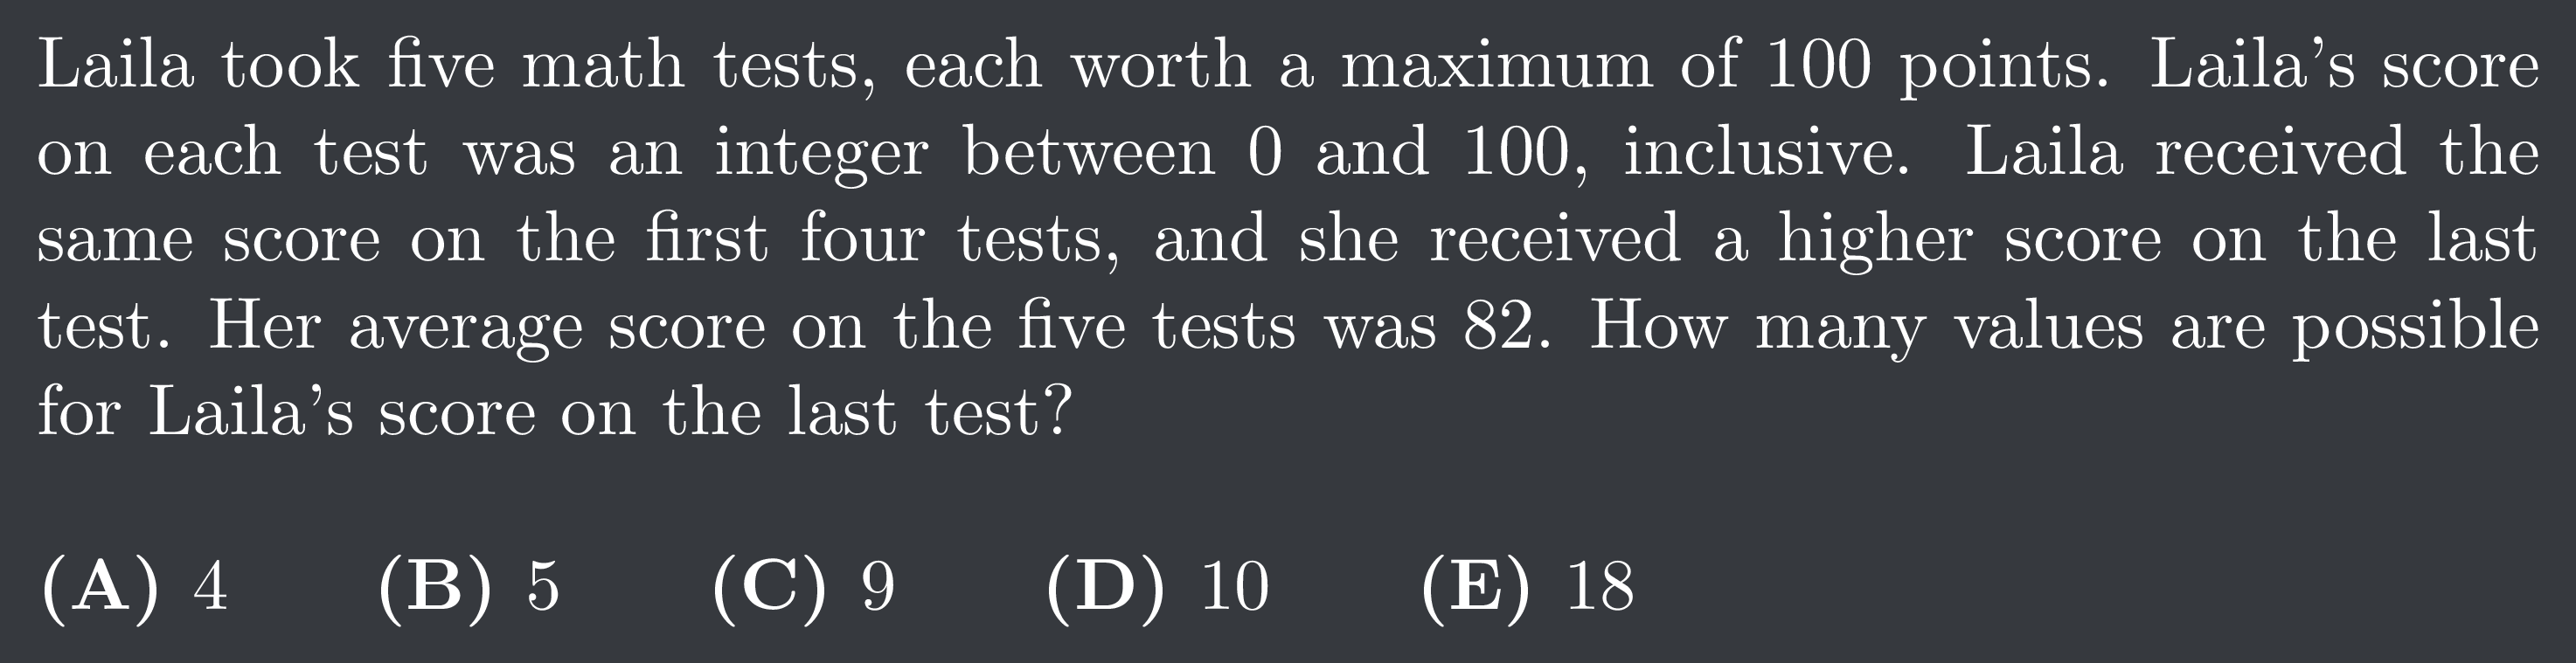 Laila took five math tests, each worth a maximum of 100 points. Laila’s score
on each test was an integer between 0 and 100, inclusive. Laila received the
same score on the first four tests, and she received a higher score on the last
test. Her average score on the five tests was 82. How many values are possible
for Laila’s score on the last test?
(A) 4 (B) 5 (C) 9 (D) 10 (E) 18